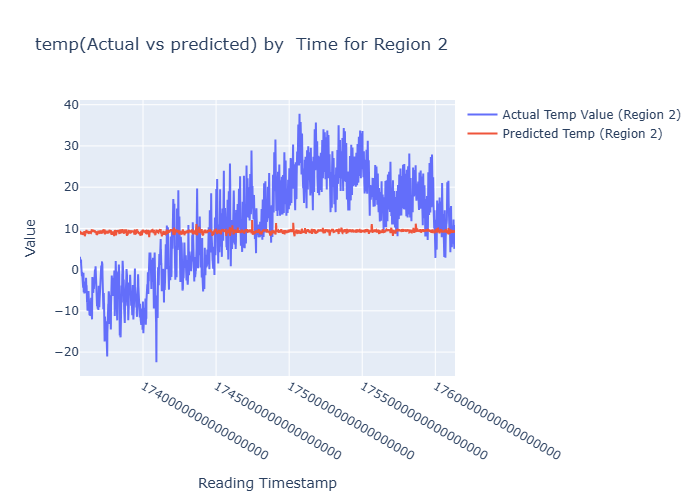 temp(Actual vs predicted) by  Time for Region 2
40
30
20
10
0
−10
−20
Value
1740000000000000000
1745000000000000000
1750000000000000000
1755000000000000000
1760000000000000000
Reading Timestamp
Actual Temp Value (Region 2)
Predicted Temp (Region 2)